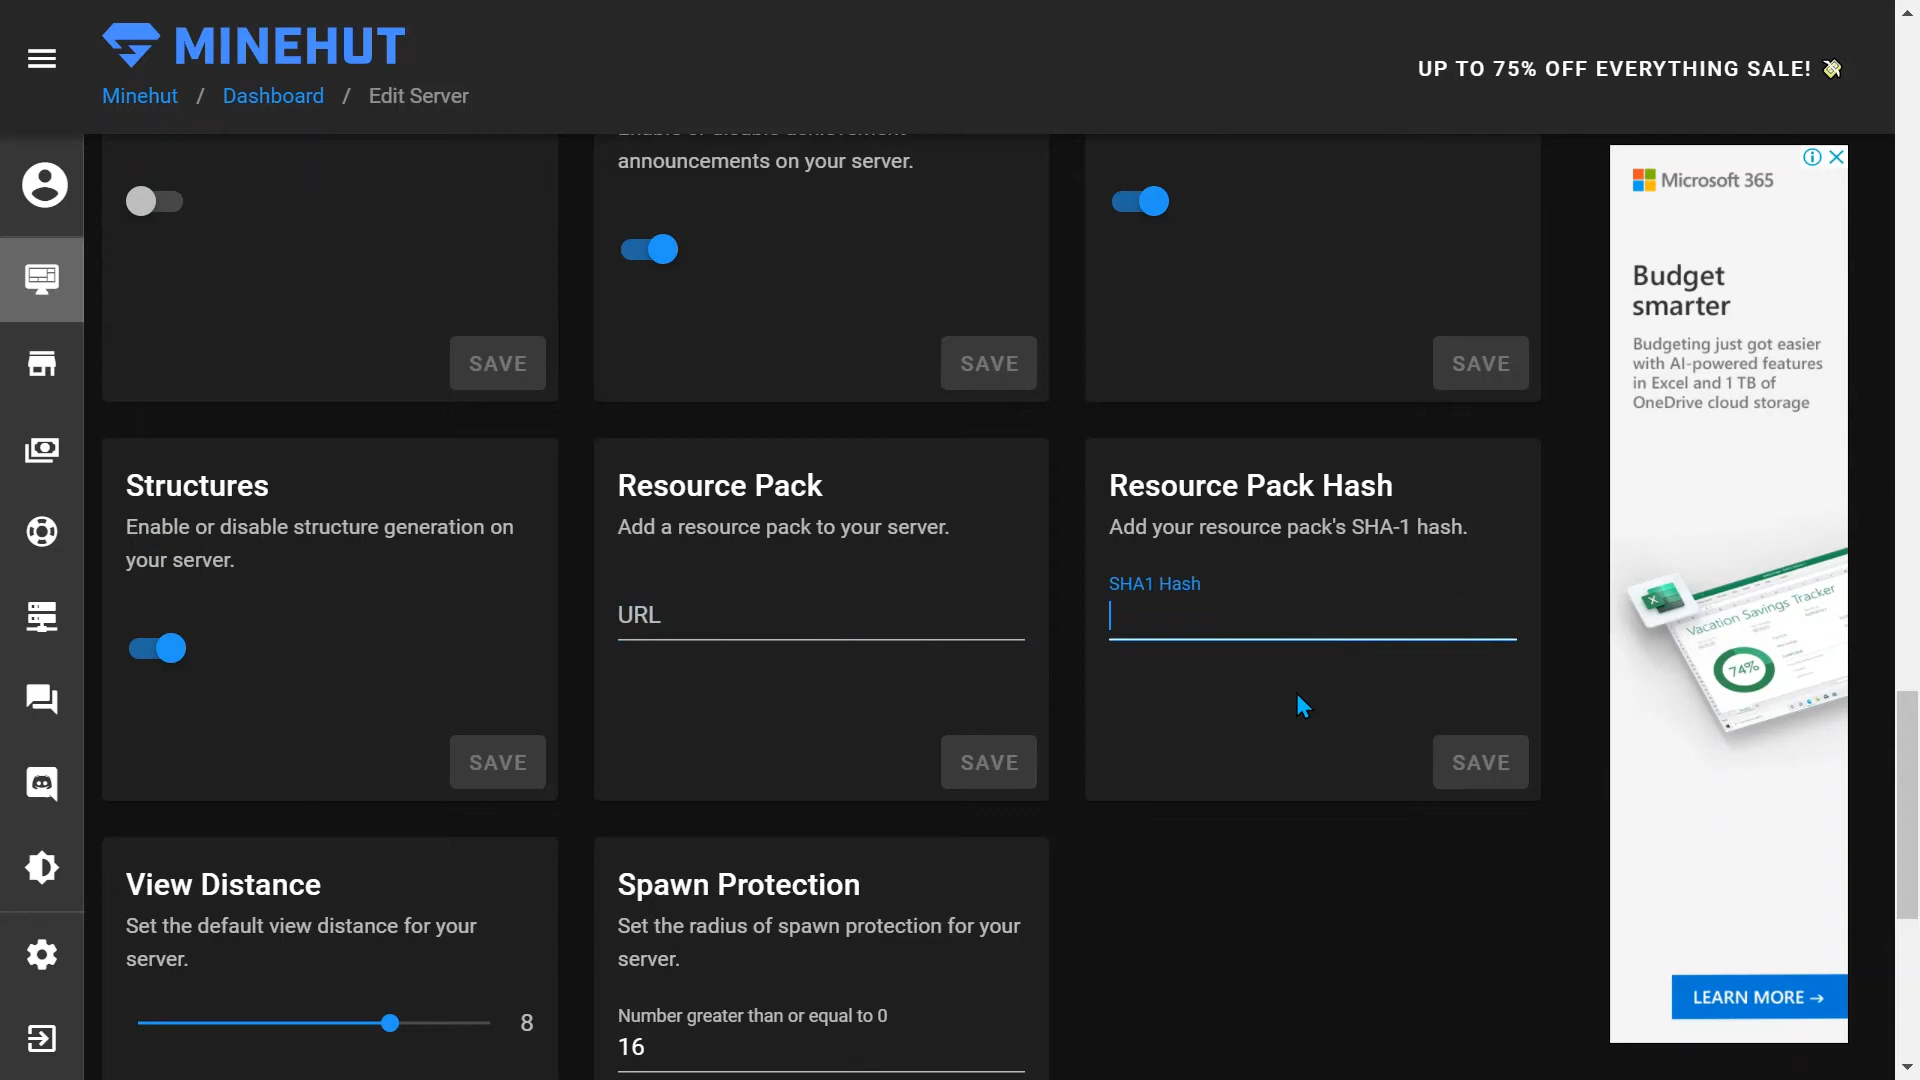 MINEHUT
UP TO 75% OFF EVERYTHING SALE!
Minehut / Dashboard / Edit Server
announcements on your server.
SAVE
SAVE
SAVE
Structures
Enable or disable structure generation on
your server.
SAVE
Resource Pack
Add a resource pack to your server.
URL
SAVE
Resource Pack Hash
Add your resource pack's SHA-1 hash.
SHA1 Hash
SAVE
View Distance
Set the default view distance for your
server.
8
Spawn Protection
Set the radius of spawn protection for your
server.
Number greater than or equal to 0
16
Microsoft 365
Budget
smarter
Budgeting just got easier
with AI-powered features
in Excel and 1 TB of
OneDrive cloud storage
Vacation Savings Tracker
74%
LEARN MORE →